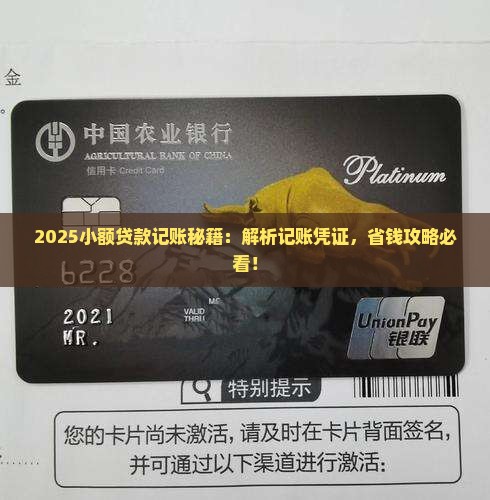 金
中国农业银行
AGRICULTURAL BANK OF CHINA
信用卡 Credit Card
Platinum
2025小额贷款记账秘籍：解析记账凭证，省钱攻略必
看！
6228
2021
VALID
THRU
MR.
UnionPay
银联
特别提示
您的卡片尚未激活，请及时在卡片背面签名，
并可通过以下渠道进行激活：